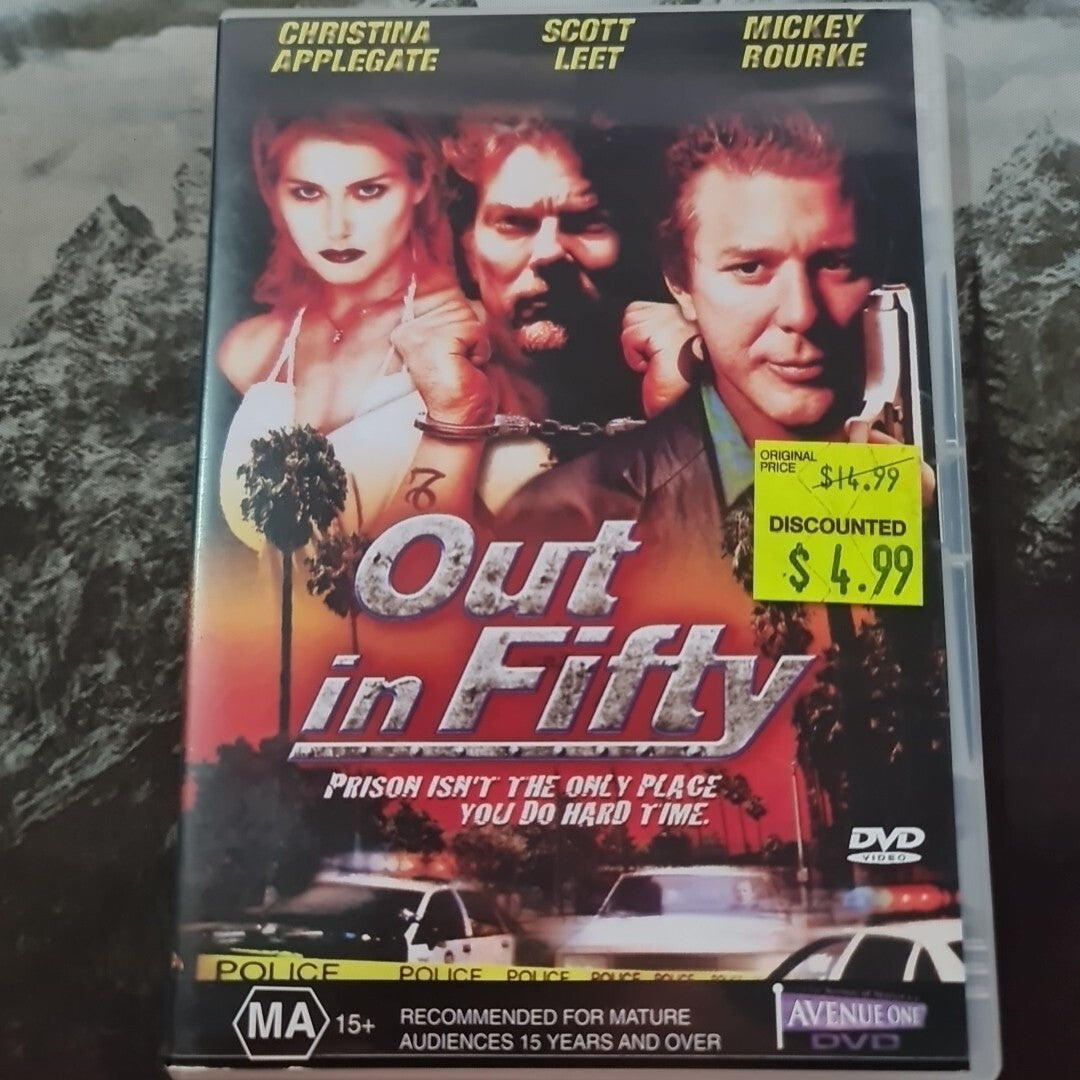 CHRISTINA APPLEGATE
SCOTT LEET
MICKEY ROURKE
ORIGINAL PRICE $14.99
DISCOUNTED
$4.99
Out
in Fifty
PRISON ISN'T THE ONLY PLACE
YOU DO HARD TIME.
DVD
VIDEO
POLICE POLICE POLICE POLICE POLICE
MA 15+
RECOMMENDED FOR MATURE
AUDIENCES 15 YEARS AND OVER
AVENUE ONE
DVD